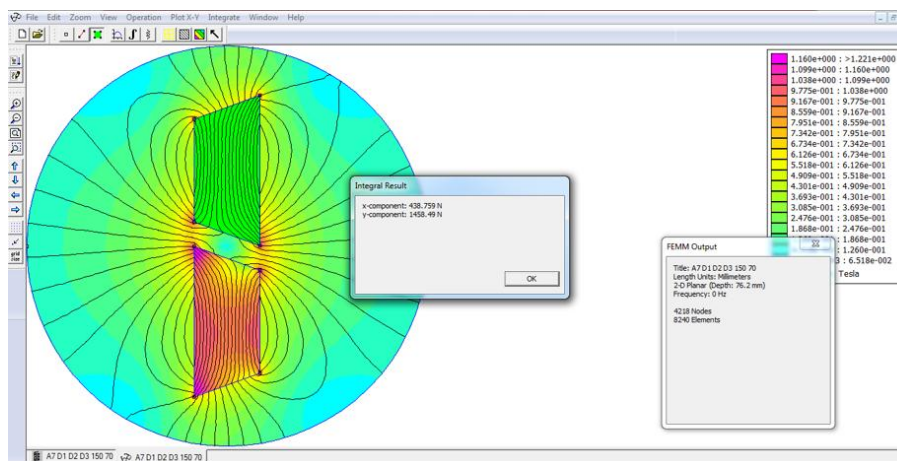 File Edit Zoom View Operation Plot X-Y Integrate Window Help
1.160e+000 : >1.221e+000
1.099e+000 : 1.160e+000
1.038e+000 : 1.099e+000
9.775e-001 : 1.038e+000
9.167e-001 : 9.775e-001
8.559e-001 : 9.167e-001
7.951e-001 : 8.559e-001
7.342e-001 : 7.951e-001
6.734e-001 : 7.342e-001
6.126e-001 : 6.734e-001
5.518e-001 : 6.126e-001
4.909e-001 : 5.518e-001
4.301e-001 : 4.909e-001
3.693e-001 : 4.301e-001
3.085e-001 : 3.693e-001
2.476e-001 : 3.085e-001
1.868e-001 : 2.476e-001
: 1.868e-001
1.260e-001
3 : 6.518e-002
Tesla
Integral Result
x-component: 438.759 N
y-component: 1458.49 N
OK
FEMM Output
Title: A7 D1 D2 D3 150 70
Length Units: Millimeters
2-D Planar (Depth: 76.2 mm)
Frequency: 0 Hz
4218 Nodes
8240 Elements
A7 D1 D2 D3 150 70
A7 D1 D2 D3 150 70